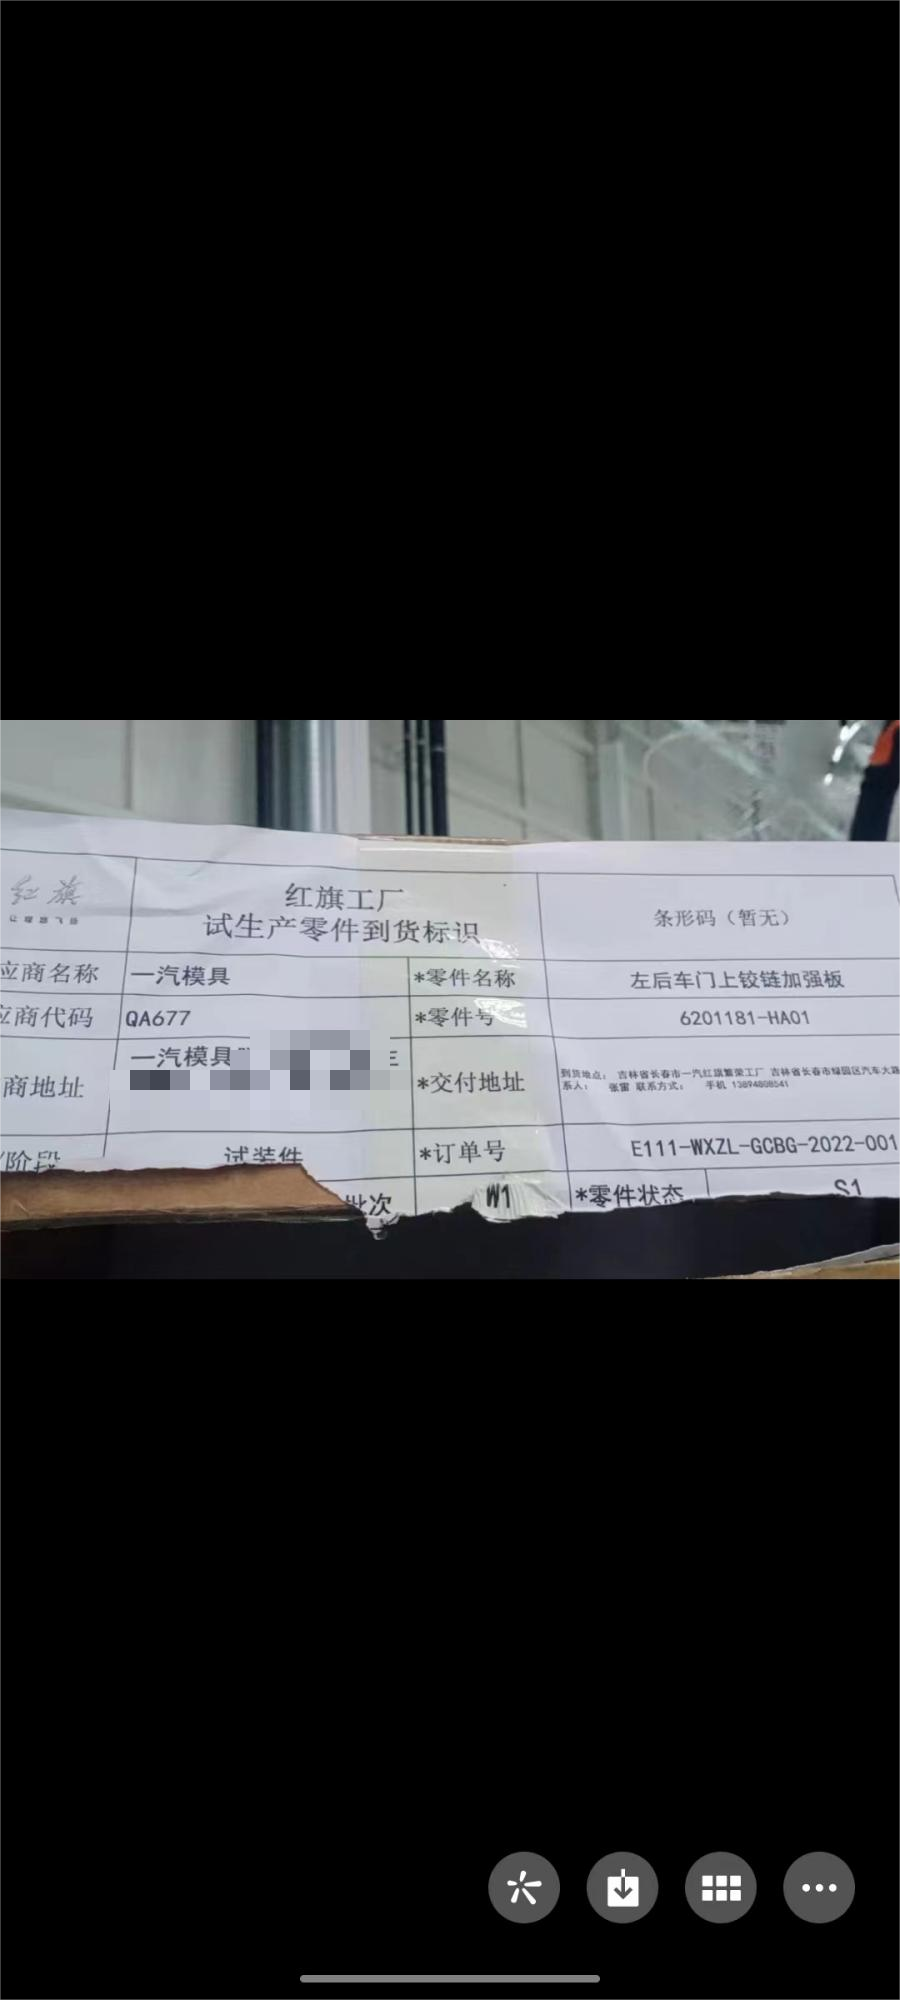 红旗
让理想飞扬
红旗工厂
试生产零件到货标识
条形码（暂无）
应商名称
一汽模具
*零件名称
左后车门上铰链加强板
应商代码
QA677
*零件号
6201181-HA01
商地址
一汽模具
*交付地址
到货地点： 吉林省长春市一汽红旗繁荣工厂 吉林省长春市绿园区汽车大路
系人： 张雷 联系方式： 手机 13894808541
阶段
试装件
*订单号
E111-WXZL-GCBG-2022-001
批次
W1
*零件状态
S1